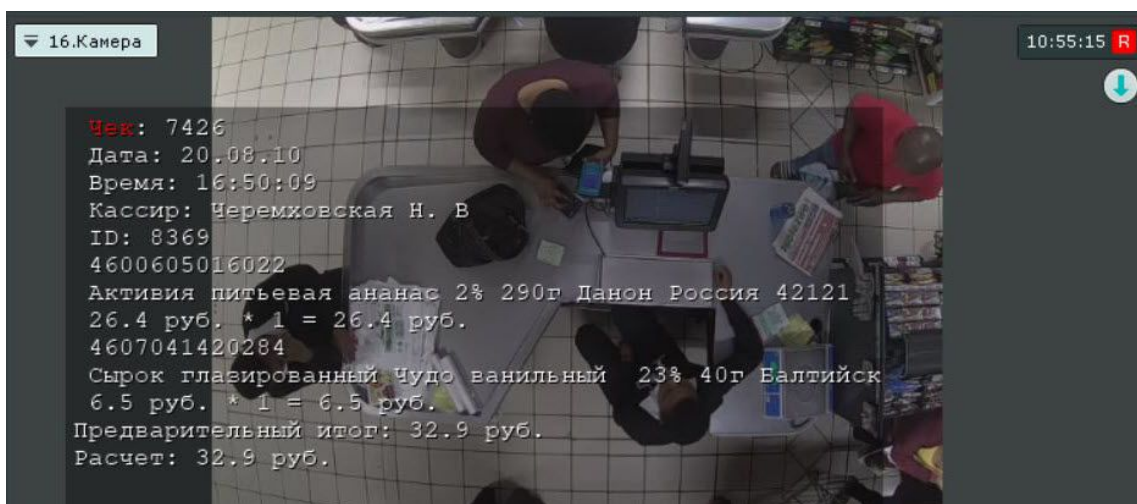 16.Камера
10:55:15 R
Чек: 7426
Дата: 20.08.10
Время: 16:50:09
Кассир: Черемховская Н. В
ID: 8369
4600605016022
Активия питьевая ананас 2% 290г Данон Россия 42121
26.4 руб. * 1 = 26.4 руб.
4607041420284
Сырок глазированный Чудо ванильный 23% 40г Балтийск
6.5 руб. * 1 = 6.5 руб.
Предварительный итог: 32.9 руб.
Расчет: 32.9 руб.